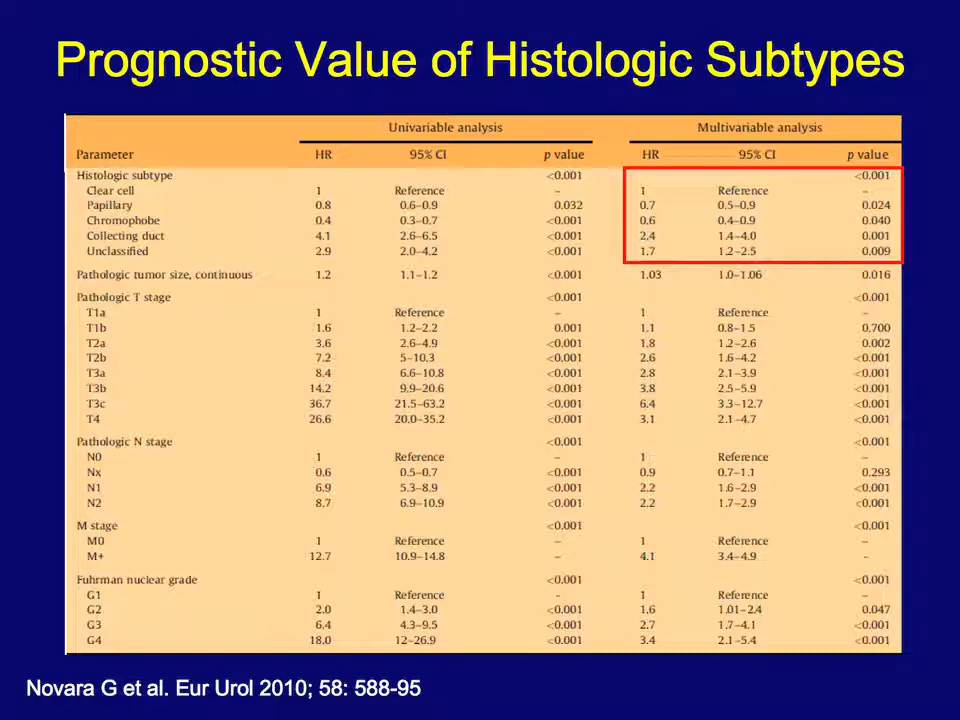 Prognostic Value of Histologic Subtypes
Univariable analysis Multivariable analysis
Parameter HR 95% CI p value HR 95% CI p value
Histologic subtype <0.001 <0.001
Clear cell 1 Reference – 1 Reference –
Papillary 0.8 0.6–0.9 0.032 0.7 0.5–0.9 0.024
Chromophobe 0.4 0.3–0.7 <0.001 0.6 0.4–0.9 0.040
Collecting duct 4.1 2.6–6.5 <0.001 2.4 1.4–4.0 0.001
Unclassified 2.9 2.0–4.2 <0.001 1.7 1.2–2.5 0.009
Pathologic tumor size, continuous 1.2 1.1–1.2 <0.001 1.03 1.0–1.06 0.016
Pathologic T stage <0.001 <0.001
T1a 1 Reference – 1 Reference –
T1b 1.6 1.2–2.2 0.001 1.1 0.8–1.5 0.700
T2a 3.6 2.6–4.9 <0.001 1.8 1.2–2.6 0.002
T2b 7.2 5–10.3 <0.001 2.6 1.6–4.2 <0.001
T3a 8.4 6.6–10.8 <0.001 2.8 2.1–3.9 <0.001
T3b 14.2 9.9–20.6 <0.001 3.8 2.5–5.9 <0.001
T3c 36.7 21.5–63.2 <0.001 6.4 3.3–12.7 <0.001
T4 26.6 20.0–35.2 <0.001 3.1 2.1–4.7 <0.001
Pathologic N stage <0.001 <0.001
N0 1 Reference – 1 Reference –
Nx 0.6 0.5–0.7 <0.001 0.9 0.7–1.1 0.293
N1 6.9 5.3–8.9 <0.001 2.2 1.6–2.9 <0.001
N2 8.7 6.9–10.9 <0.001 2.2 1.7–2.9 <0.001
M stage <0.001 <0.001
M0 1 Reference – 1 Reference –
M+ 12.7 10.9–14.8 – 4.1 3.4–4.9 –
Fuhrman nuclear grade <0.001 <0.001
G1 1 Reference – 1 Reference –
G2 2.0 1.4–3.0 <0.001 1.6 1.01–2.4 0.047
G3 6.4 4.3–9.5 <0.001 2.7 1.7–4.1 <0.001
G4 18.0 12–26.9 <0.001 3.4 2.1–5.4 <0.001
Novara G et al. Eur Urol 2010; 58: 588-95